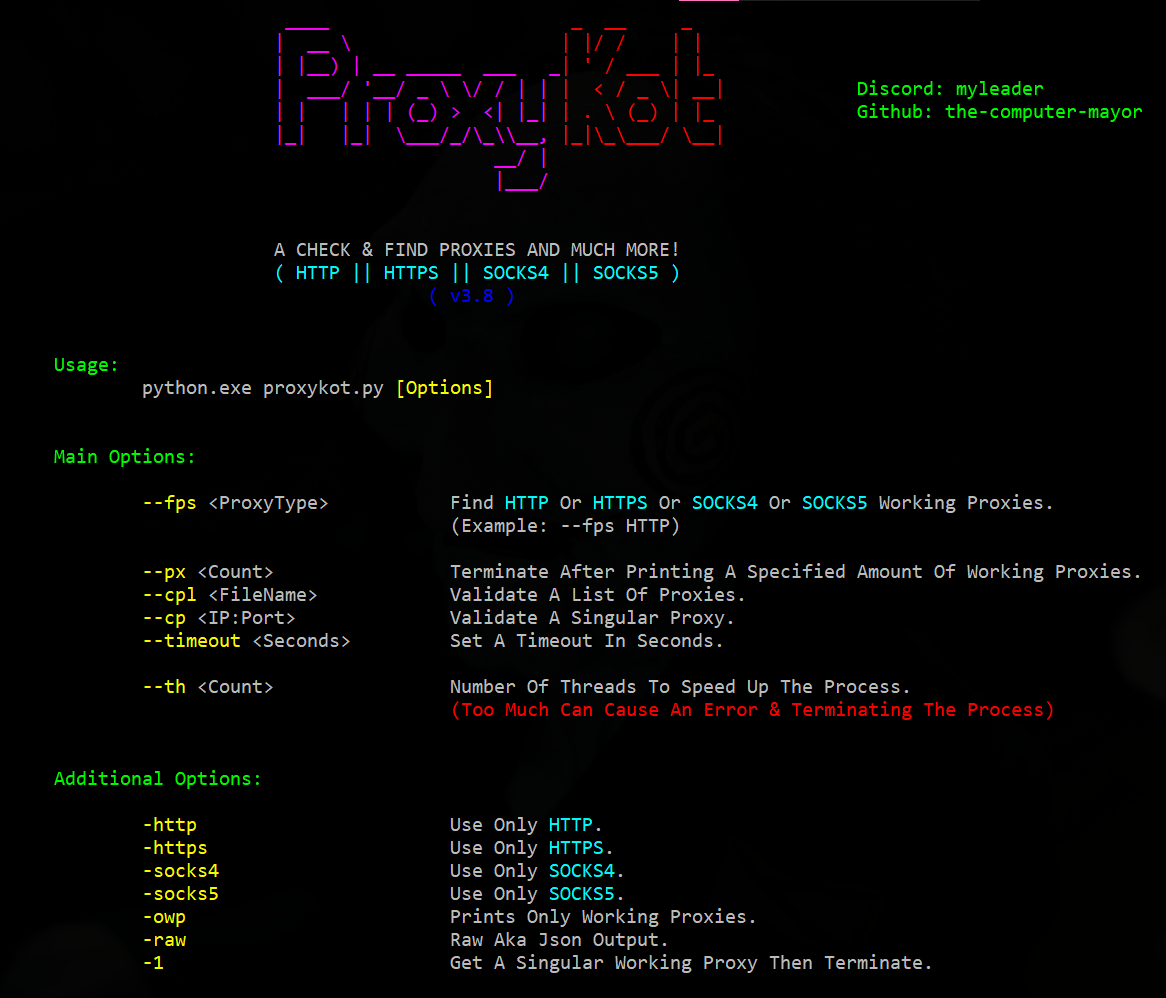 ProxyKot
Discord: myleader
Github: the-computer-mayor
A CHECK & FIND PROXIES AND MUCH MORE!
( HTTP || HTTPS || SOCKS4 || SOCKS5 )
( v3.8 )
Usage:
python.exe proxykot.py [Options]
Main Options:
--fps <ProxyType> Find HTTP Or HTTPS Or SOCKS4 Or SOCKS5 Working Proxies.
(Example: --fps HTTP)
--px <Count> Terminate After Printing A Specified Amount Of Working Proxies.
--cpl <FileName> Validate A List Of Proxies.
--cp <IP:Port> Validate A Singular Proxy.
--timeout <Seconds> Set A Timeout In Seconds.
--th <Count> Number Of Threads To Speed Up The Process.
(Too Much Can Cause An Error & Terminating The Process)
Additional Options:
-http Use Only HTTP.
-https Use Only HTTPS.
-socks4 Use Only SOCKS4.
-socks5 Use Only SOCKS5.
-owp Prints Only Working Proxies.
-raw Raw Aka Json Output.
-1 Get A Singular Working Proxy Then Terminate.